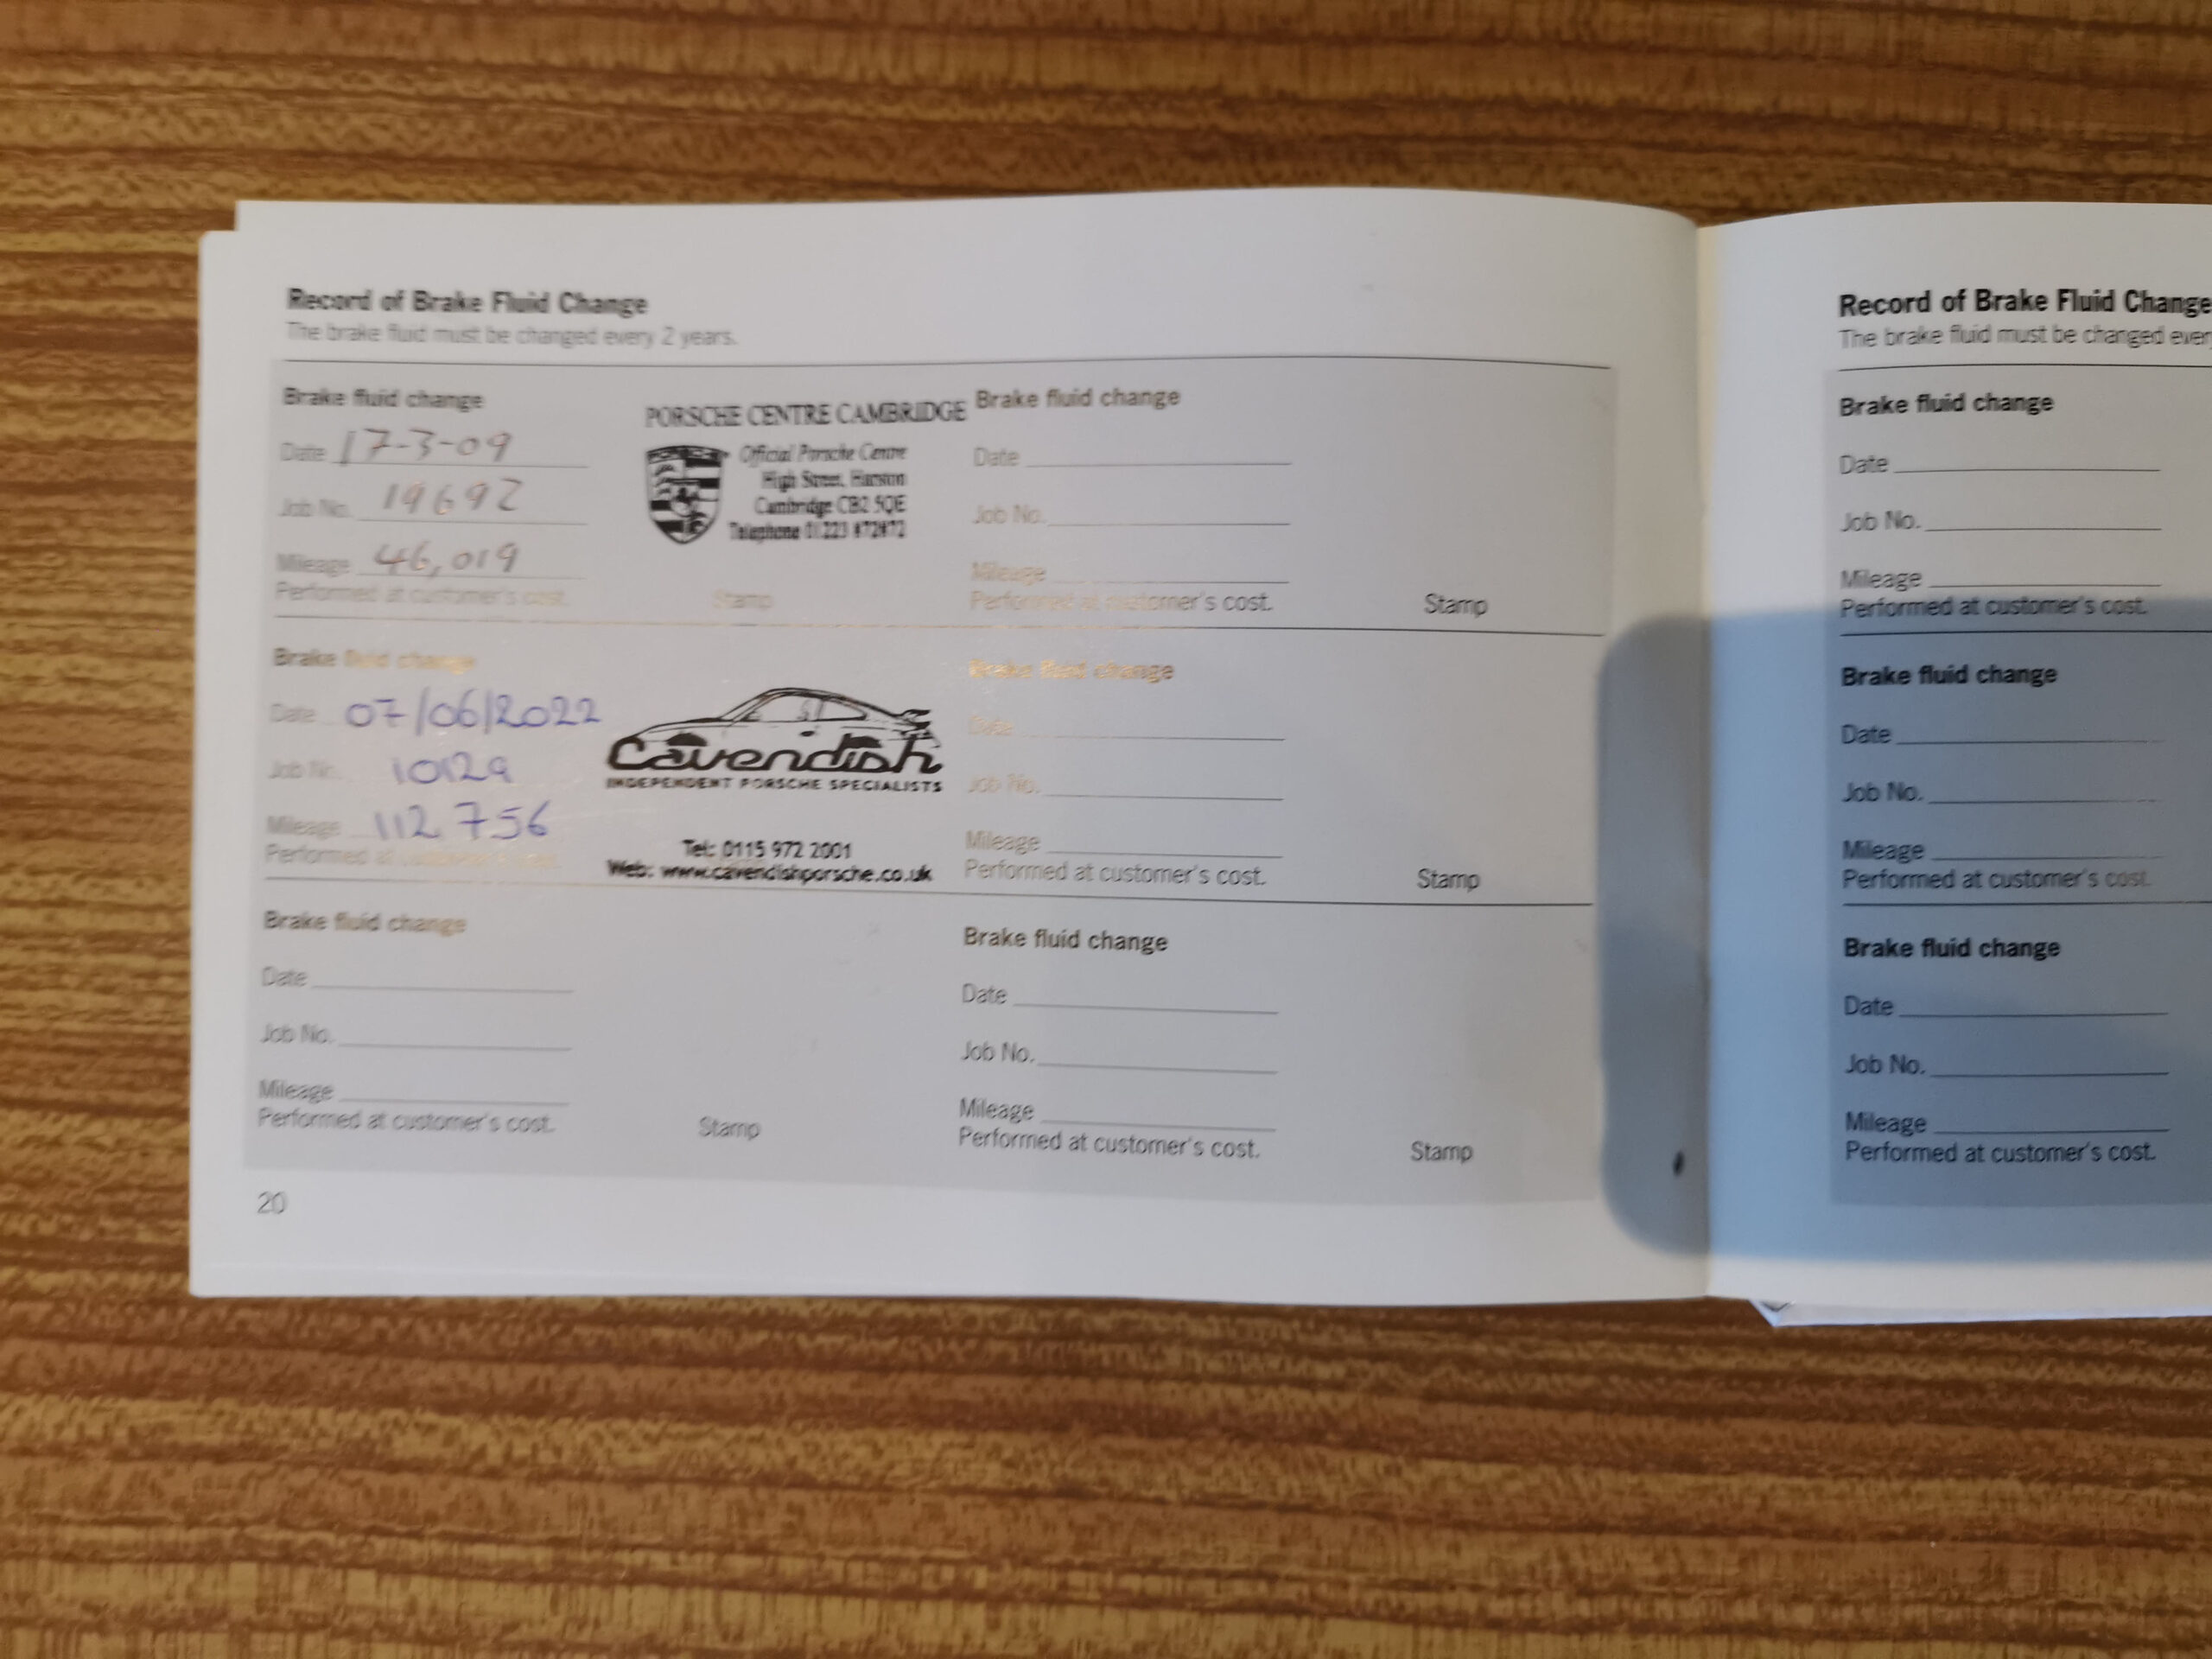 Record of Brake Fluid Change
The brake fluid must be changed every 2 years.
Brake fluid change
Date 17-3-09
Job No. 19692
Mileage 46,019
Performed at customer's cost.
Stamp
PORSCHE CENTRE CAMBRIDGE
Official Porsche Centre
High Street, Harston
Cambridge CB2 5QE
Telephone 01223 872872
Brake fluid change
Date
Job No.
Mileage
Performed at customer's cost.
Stamp
Brake fluid change
Date 07/06/2022
Job No. 10129
Mileage 112 756
Performed at
Cavendish
INDEPENDENT PORSCHE SPECIALISTS
Tel: 0115 972 2001
Web: www.cavendishporsche.co.uk
Brake fluid change
Date
Job No.
Mileage
Performed at customer's cost.
Stamp
Brake fluid change
Date
Job No.
Mileage
Performed at customer's cost.
Stamp
Brake fluid change
Date
Job No.
Mileage
Performed at customer's cost.
Stamp
20
Record of Brake Fluid Change
The brake fluid must be changed
Brake fluid change
Date
Job No.
Mileage
Performed at customer's cost.
Brake fluid change
Date
Job No.
Mileage
Performed at customer's cost.
Brake fluid change
Date
Job No.
Mileage
Performed at customer's cost.